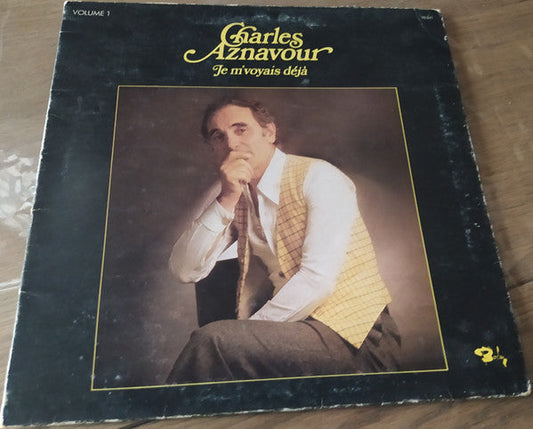 VOLUME 1
Charles
Aznavour
Je m'voyais déjà